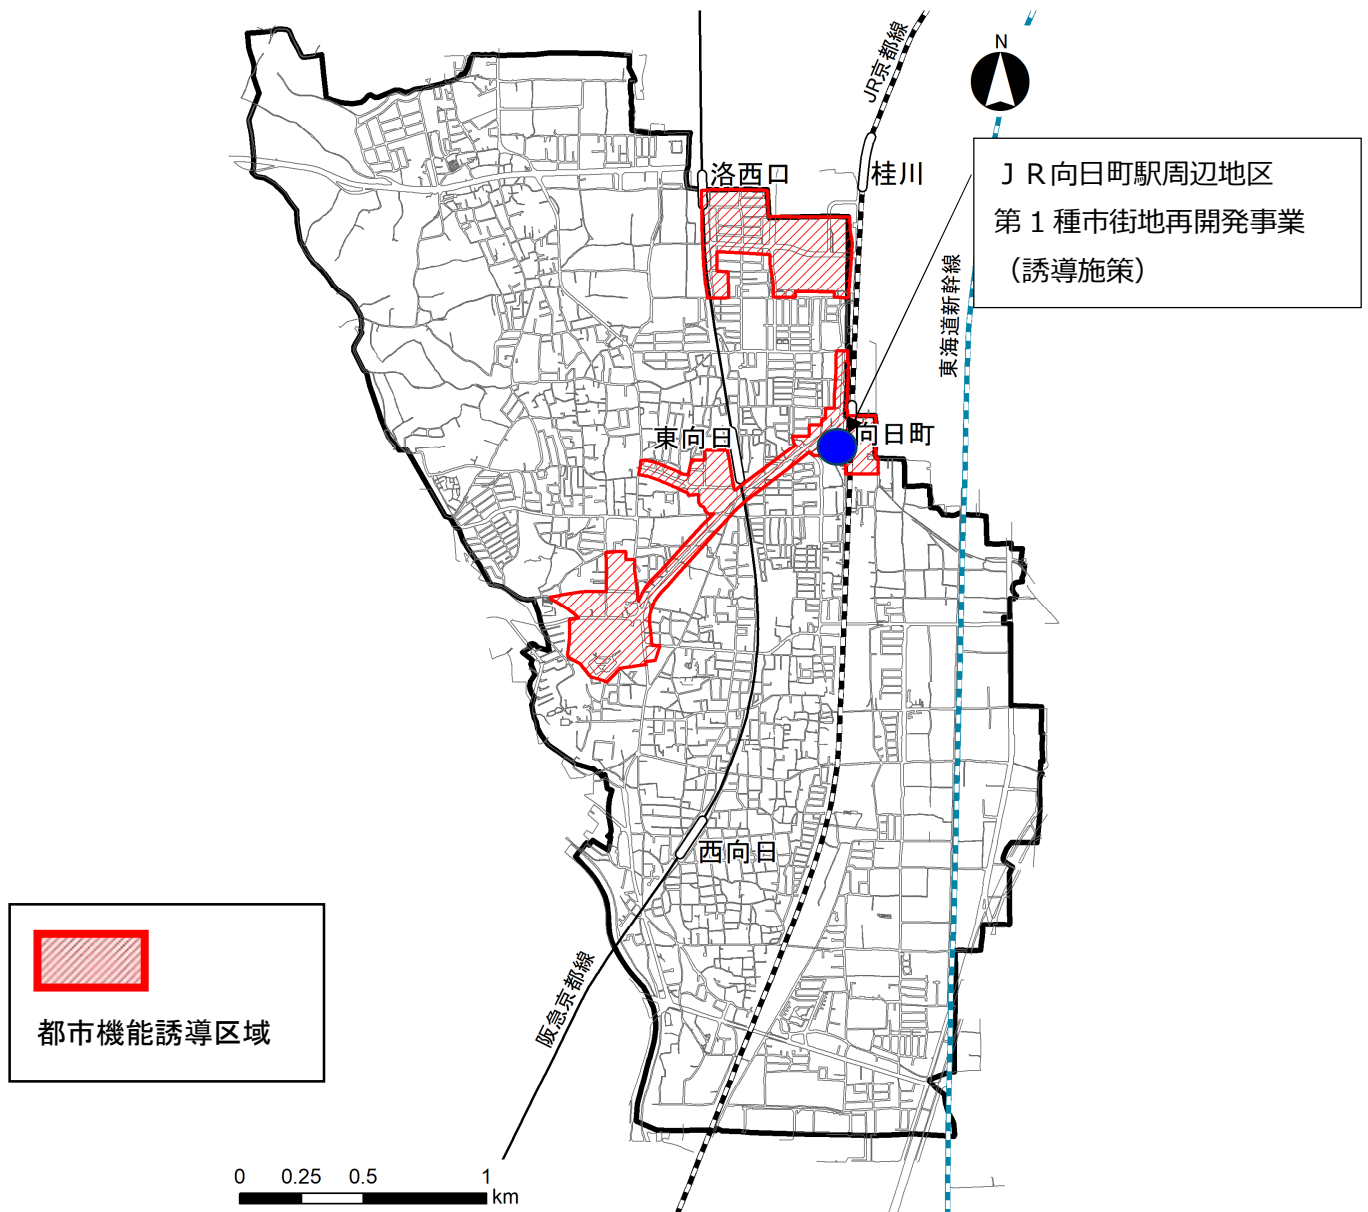 JR京都線
N
洛西口
桂川
ＪＲ向日町駅周辺地区
第１種市街地再開発事業
（誘導施策）
東海道新幹線
東向日
向日町
西向日
阪急京都線
都市機能誘導区域
0 0.25 0.5 1
km